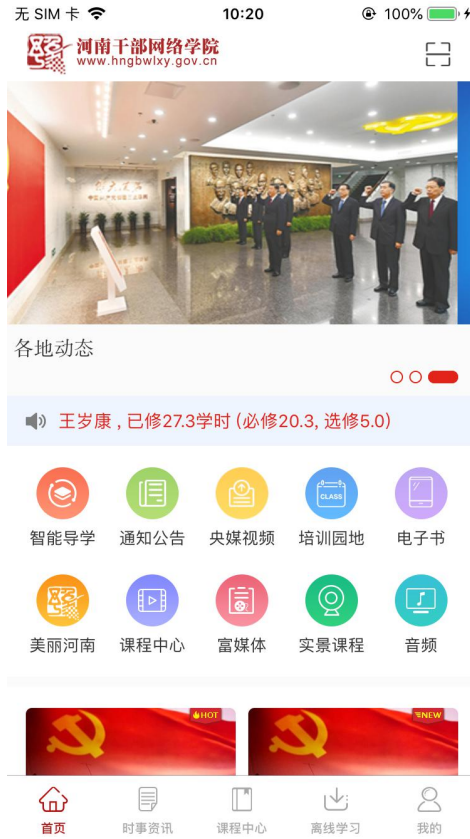 无 SIM 卡 10:20 100%
河南干部网络学院
www.hngbwlxy.gov.cn
各地动态
王岁康 , 已修27.3学时 (必修20.3, 选修5.0)
CLASS
智能导学 通知公告 央媒视频 培训园地 电子书
美丽河南 课程中心 富媒体 实景课程 音频
HOT NEW
首页 时事资讯 课程中心 离线学习 我的